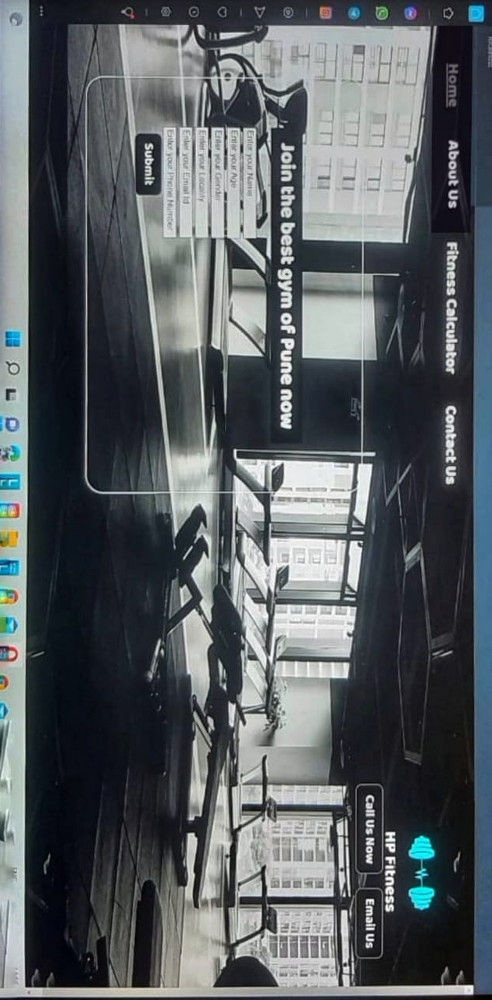 Home About Us Fitness Calculator Contact Us
HP Fitness
Call Us Now Email Us
Join the best gym of Pune now
Enter your Name
Enter your Age
Enter your Gender
Enter your Locality
Enter your Email Id
Enter your Phone Number
Submit